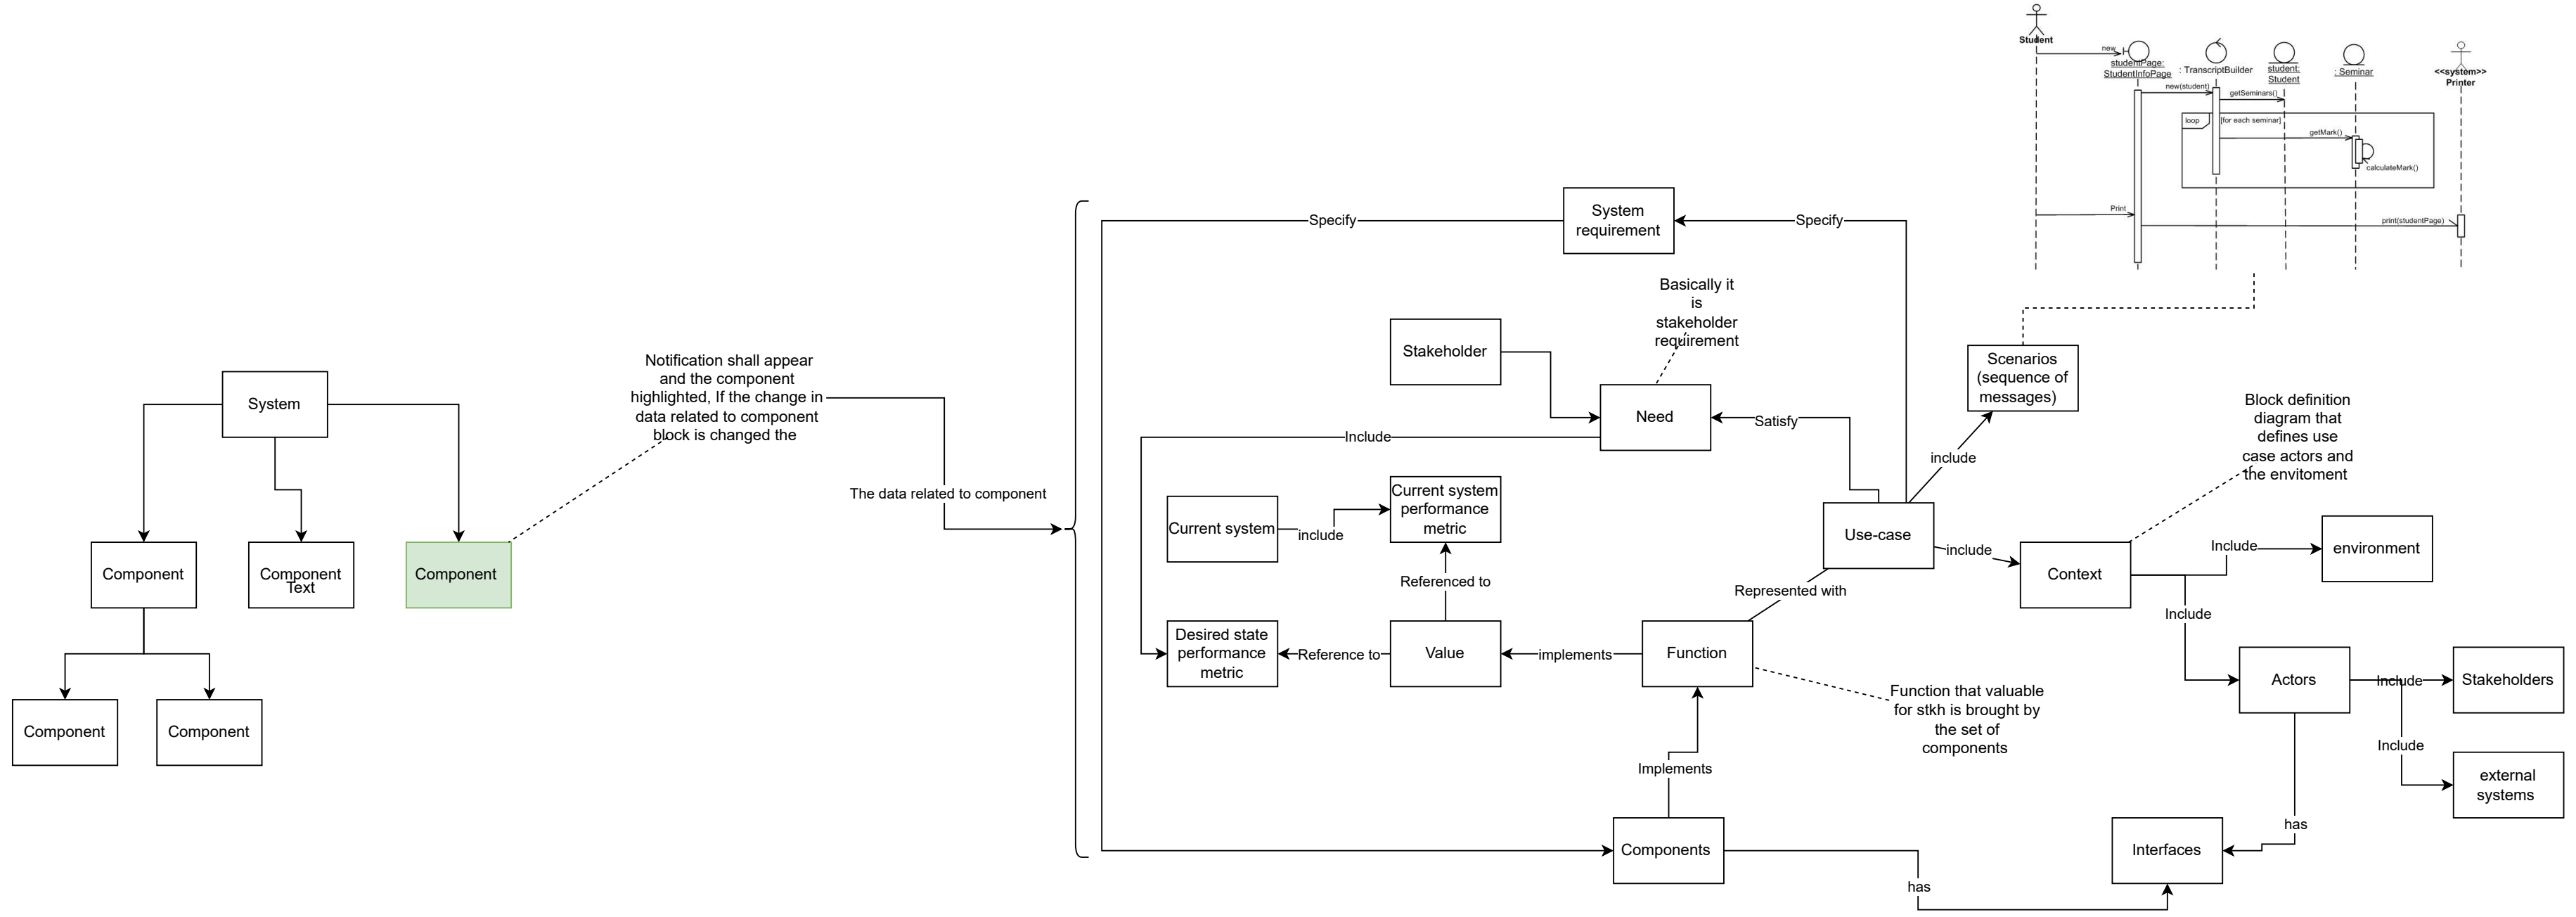 Student
new
studentPage:
StudentInfoPage
: TranscriptBuilder
student:
Student
: Seminar
<<system>>
Printer
new(student)
getSeminars()
loop
[for each seminar]
getMark()
calculateMark()
Print
print(studentPage)
System
requirement
Specify
Specify
Basically it
is
stakeholder
requirement
Stakeholder
Need
Satisfy
Include
Scenarios
(sequence of
messages)
include
Block definition
diagram that
defines use
case actors and
the envitoment
Notification shall appear
and the component
highlighted, If the change in
data related to component
block is changed the
System
The data related to component
Component
Component
Text
Component
Component
Component
Current system
include
Current system
performance
metric
Referenced to
Use-case
include
Context
Include
environment
Include
Represented with
Desired state
performance
metric
Reference to
Value
implements
Function
Function that valuable
for stkh is brought by
the set of
components
Actors
Include
Stakeholders
Include
external
systems
Implements
Components
has
Interfaces
has